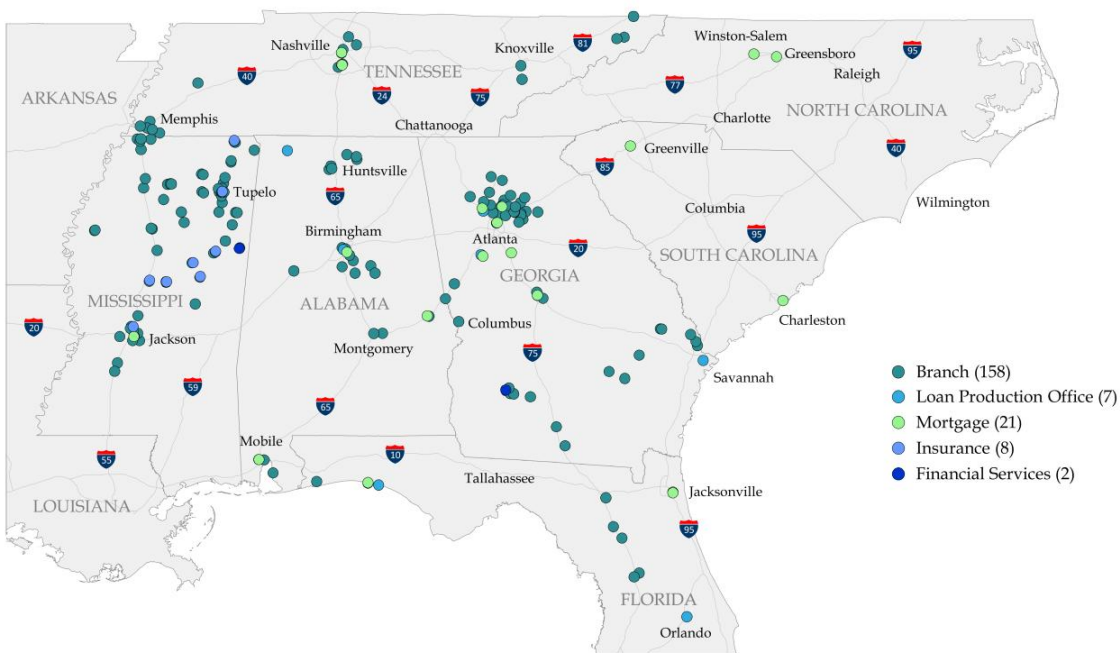 81
Nashville
Knoxville
Winston-Salem
Greensboro
95
TENNESSEE
Raleigh
40
77
ARKANSAS
24
75
NORTH CAROLINA
Memphis
Chattanooga
Charlotte
Greenville
40
85
Huntsville
Tupelo
65
Wilmington
Columbia
Birmingham
95
Atlanta
20
SOUTH CAROLINA
GEORGIA
MISSISSIPPI
ALABAMA
Charleston
20
Jackson
Columbus
Montgomery
75
Savannah
59
65
Branch (158)
Loan Production Office (7)
Mortgage (21)
Insurance (8)
Financial Services (2)
Mobile
55
10
Tallahassee
Jacksonville
LOUISIANA
95
FLORIDA
Orlando